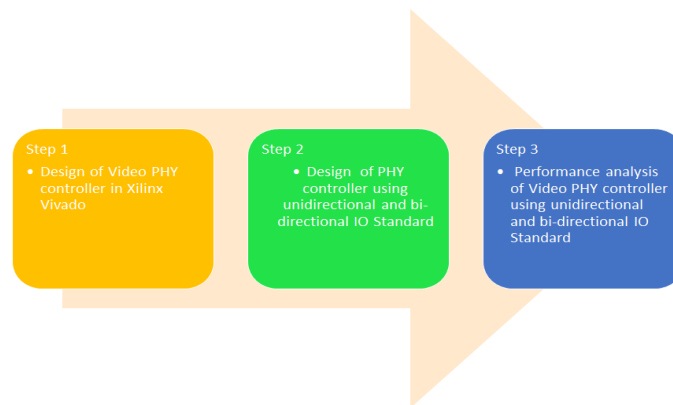 Step 1
• Design of Video PHY
controller in Xilinx
Vivado
Step 2
• Design of PHY
controller using
unidirectional and bi-
directional IO Standard
Step 3
• Performance analysis
of Video PHY controller
using unidirectional
and bi-directional IO
Standard